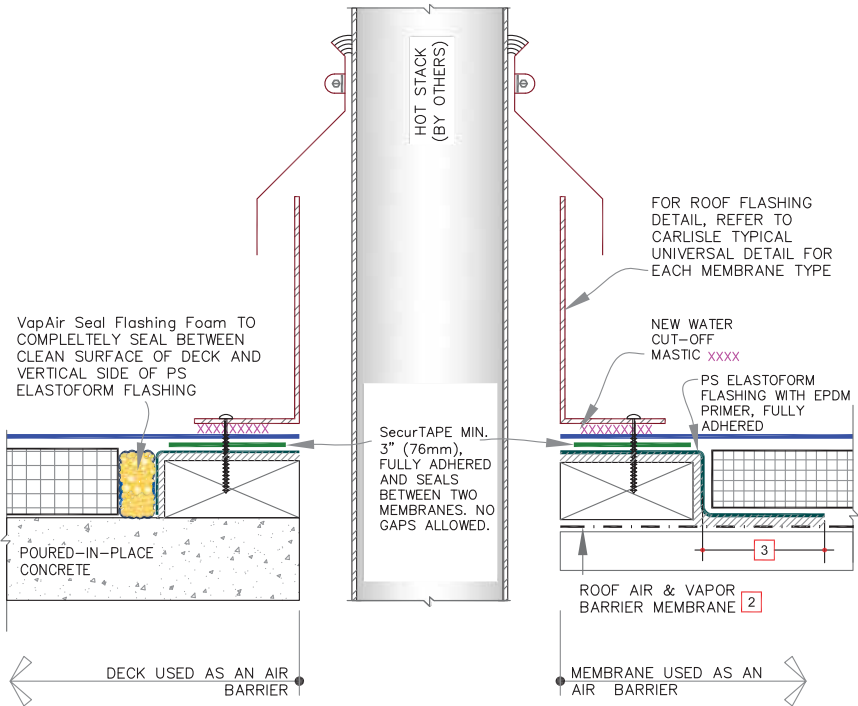 HOT STACK
(BY OTHERS)
FOR ROOF FLASHING
DETAIL, REFER TO
CARLISLE TYPICAL
UNIVERSAL DETAIL FOR
EACH MEMBRANE TYPE
VapAir Seal Flashing Foam TO
COMPLELTELY SEAL BETWEEN
CLEAN SURFACE OF DECK AND
VERTICAL SIDE OF PS
ELASTOFORM FLASHING
NEW WATER
CUT-OFF
MASTIC XXXX
PS ELASTOFORM
FLASHING WITH EPDM
PRIMER, FULLY
ADHERED
XXXXXXXXXX
XXXXXXXXX
SecurTAPE MIN.
3" (76mm),
FULLY ADHERED
AND SEALS
BETWEEN TWO
MEMBRANES. NO
GAPS ALLOWED.
POURED-IN-PLACE
CONCRETE
3
ROOF AIR & VAPOR
BARRIER MEMBRANE 2
DECK USED AS AN AIR
BARRIER
MEMBRANE USED AS AN
AIR BARRIER